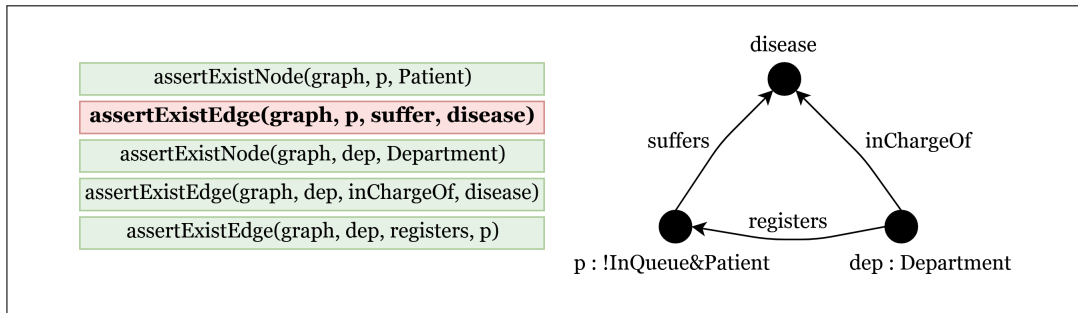 assertExistNode(graph, p, Patient)
assertExistEdge(graph, p, suffer, disease)
assertExistNode(graph, dep, Department)
assertExistEdge(graph, dep, inChargeOf, disease)
assertExistEdge(graph, dep, registers, p)
disease
suffers
inChargeOf
registers
p : !InQueue&Patient
dep : Department